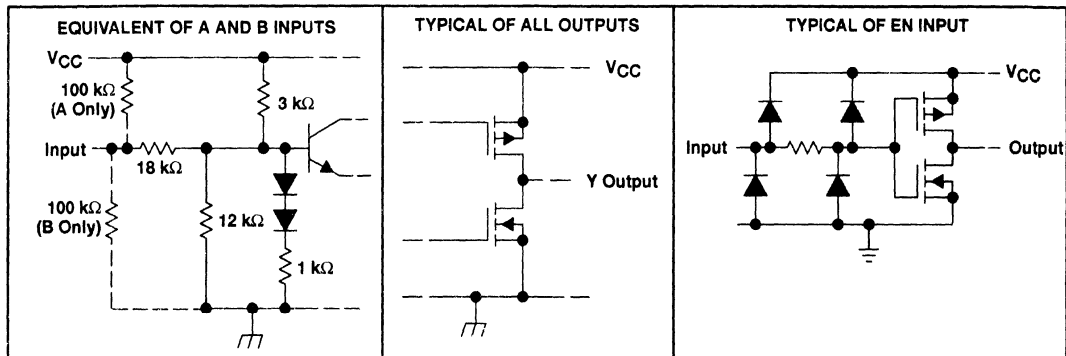 EQUIVALENT OF A AND B INPUTS
VCC
100 kΩ
(A Only)
3 kΩ
Input
18 kΩ
100 kΩ
(B Only)
12 kΩ
1 kΩ
TYPICAL OF ALL OUTPUTS
VCC
Y Output
TYPICAL OF EN INPUT
VCC
Input
Output